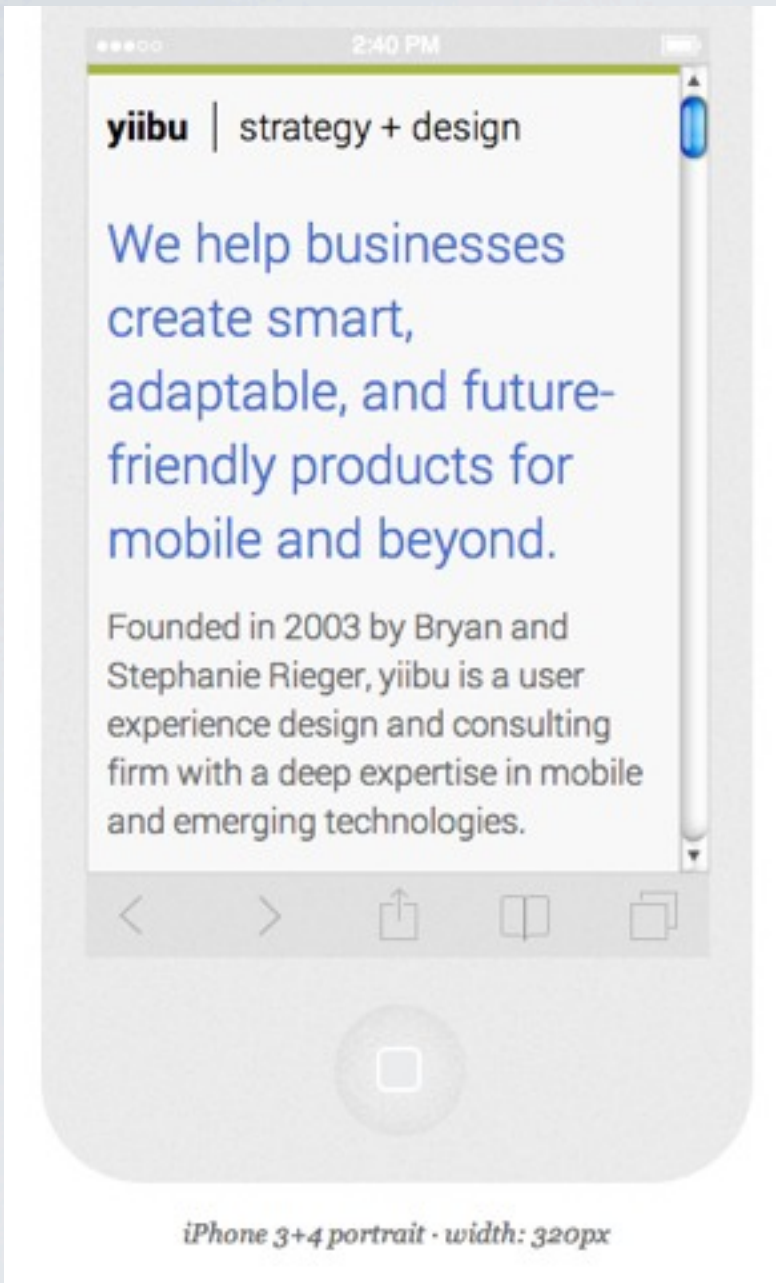 2:40 PM
yiibu | strategy + design
We help businesses
create smart,
adaptable, and future-
friendly products for
mobile and beyond.
Founded in 2003 by Bryan and
Stephanie Rieger, yiibu is a user
experience design and consulting
firm with a deep expertise in mobile
and emerging technologies.
iPhone 3+4 portrait · width: 320px